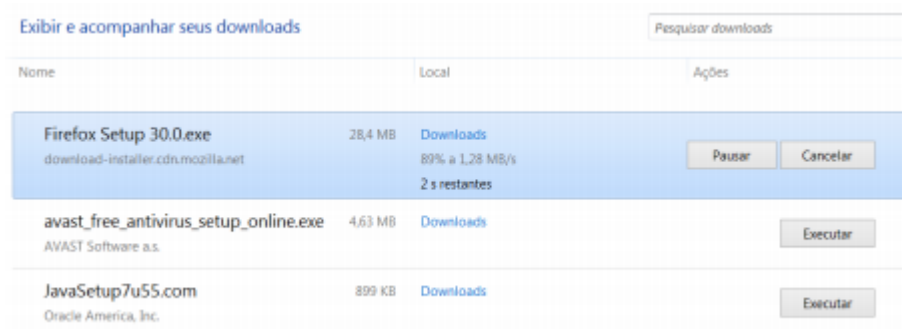 Exibir e acompanhar seus downloads
Pesquisar downloads
Nome Local Ações
Firefox Setup 30.0.exe 28,4 MB Downloads
download-installer.cdn.mozilla.net 89% a 1,28 MB/s Pausar Cancelar
2 s restantes
avast_free_antivirus_setup_online.exe 4,63 MB Downloads
AVAST Software a.s. Executar
JavaSetup7u55.com 899 KB Downloads
Oracle America, Inc. Executar